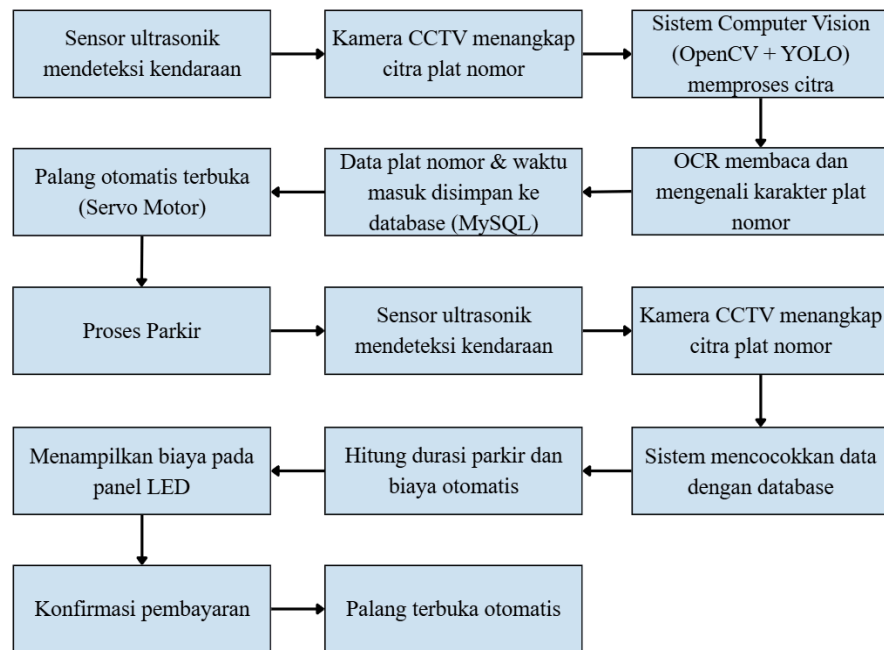 Sensor ultrasonik
mendeteksi kendaraan
Kamera CCTV menangkap
citra plat nomor
Sistem Computer Vision
(OpenCV + YOLO)
memproses citra
OCR membaca dan
mengenali karakter plat
nomor
Data plat nomor & waktu
masuk disimpan ke
database (MySQL)
Palang otomatis terbuka
(Servo Motor)
Proses Parkir
Sensor ultrasonik
mendeteksi kendaraan
Kamera CCTV menangkap
citra plat nomor
Sistem mencocokkan data
dengan database
Hitung durasi parkir dan
biaya otomatis
Menampilkan biaya pada
panel LED
Konfirmasi pembayaran
Palang terbuka otomatis